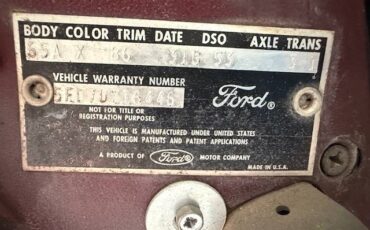 BODY COLOR TRIM DATE DSO AXLE TRANS
VEHICLE WARRANTY NUMBER
Ford®
NOT FOR TITLE OR
REGISTRATION PURPOSES
THIS VEHICLE IS MANUFACTURED UNDER UNITED STATES
AND FOREIGN PATENTS AND PATENT APPLICATIONS
A PRODUCT OF Ford® MOTOR COMPANY
MADE IN U.S.A.